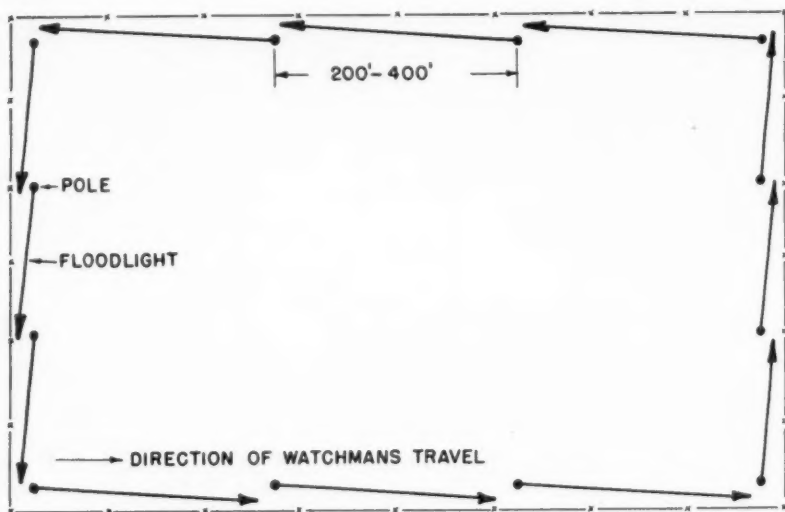 200'-400'
POLE
FLOODLIGHT
DIRECTION OF WATCHMANS TRAVEL